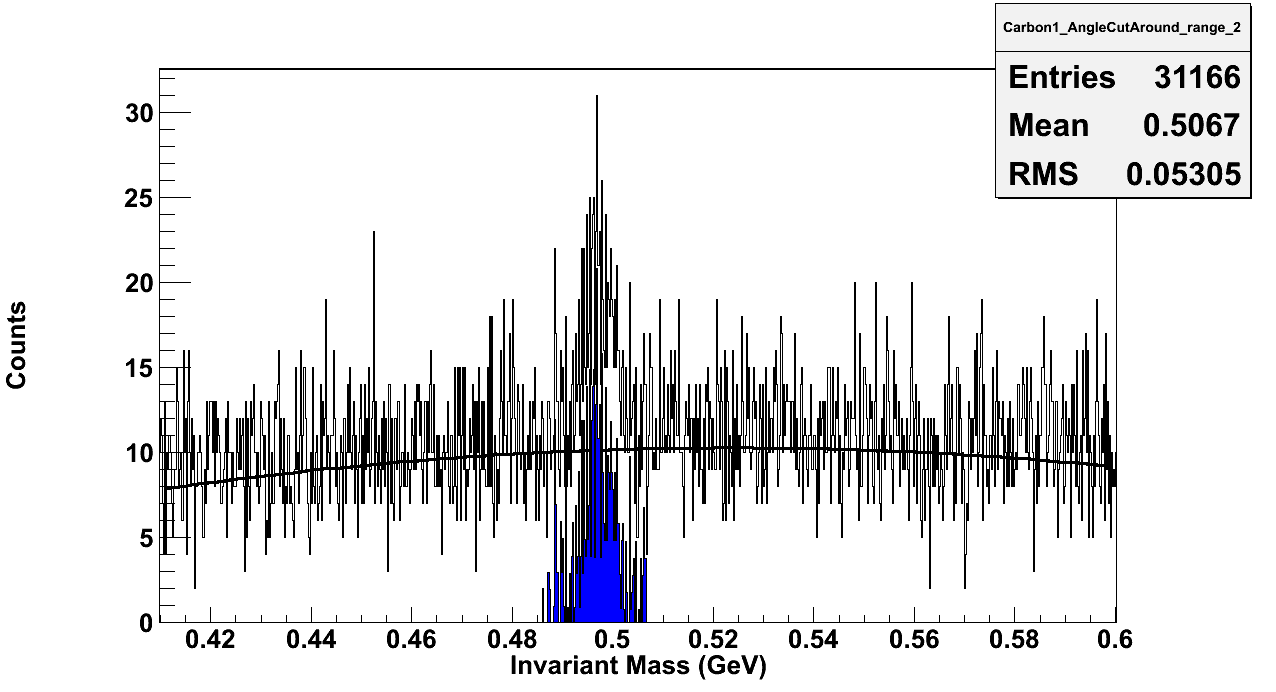 Carbon1_AngleCutAround_range_2
Entries 31166
Mean 0.5067
RMS 0.05305
Counts
30
25
20
15
10
5
0
0.42 0.44 0.46 0.48 0.5 0.52 0.54 0.56 0.58 0.6
Invariant Mass (GeV)